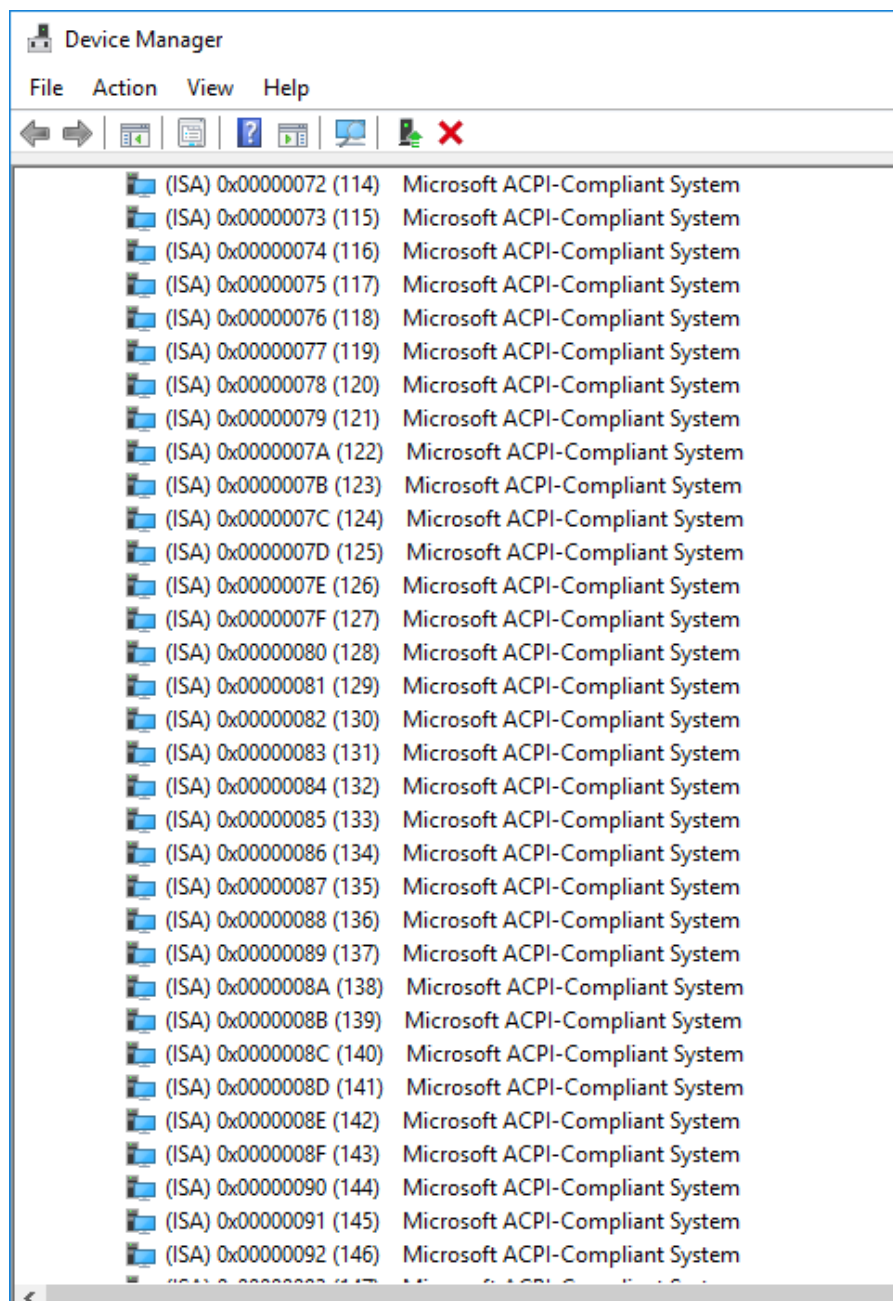 Device Manager
File Action View Help
(ISA) 0x00000072 (114) Microsoft ACPI-Compliant System
(ISA) 0x00000073 (115) Microsoft ACPI-Compliant System
(ISA) 0x00000074 (116) Microsoft ACPI-Compliant System
(ISA) 0x00000075 (117) Microsoft ACPI-Compliant System
(ISA) 0x00000076 (118) Microsoft ACPI-Compliant System
(ISA) 0x00000077 (119) Microsoft ACPI-Compliant System
(ISA) 0x00000078 (120) Microsoft ACPI-Compliant System
(ISA) 0x00000079 (121) Microsoft ACPI-Compliant System
(ISA) 0x0000007A (122) Microsoft ACPI-Compliant System
(ISA) 0x0000007B (123) Microsoft ACPI-Compliant System
(ISA) 0x0000007C (124) Microsoft ACPI-Compliant System
(ISA) 0x0000007D (125) Microsoft ACPI-Compliant System
(ISA) 0x0000007E (126) Microsoft ACPI-Compliant System
(ISA) 0x0000007F (127) Microsoft ACPI-Compliant System
(ISA) 0x00000080 (128) Microsoft ACPI-Compliant System
(ISA) 0x00000081 (129) Microsoft ACPI-Compliant System
(ISA) 0x00000082 (130) Microsoft ACPI-Compliant System
(ISA) 0x00000083 (131) Microsoft ACPI-Compliant System
(ISA) 0x00000084 (132) Microsoft ACPI-Compliant System
(ISA) 0x00000085 (133) Microsoft ACPI-Compliant System
(ISA) 0x00000086 (134) Microsoft ACPI-Compliant System
(ISA) 0x00000087 (135) Microsoft ACPI-Compliant System
(ISA) 0x00000088 (136) Microsoft ACPI-Compliant System
(ISA) 0x00000089 (137) Microsoft ACPI-Compliant System
(ISA) 0x0000008A (138) Microsoft ACPI-Compliant System
(ISA) 0x0000008B (139) Microsoft ACPI-Compliant System
(ISA) 0x0000008C (140) Microsoft ACPI-Compliant System
(ISA) 0x0000008D (141) Microsoft ACPI-Compliant System
(ISA) 0x0000008E (142) Microsoft ACPI-Compliant System
(ISA) 0x0000008F (143) Microsoft ACPI-Compliant System
(ISA) 0x00000090 (144) Microsoft ACPI-Compliant System
(ISA) 0x00000091 (145) Microsoft ACPI-Compliant System
(ISA) 0x00000092 (146) Microsoft ACPI-Compliant System